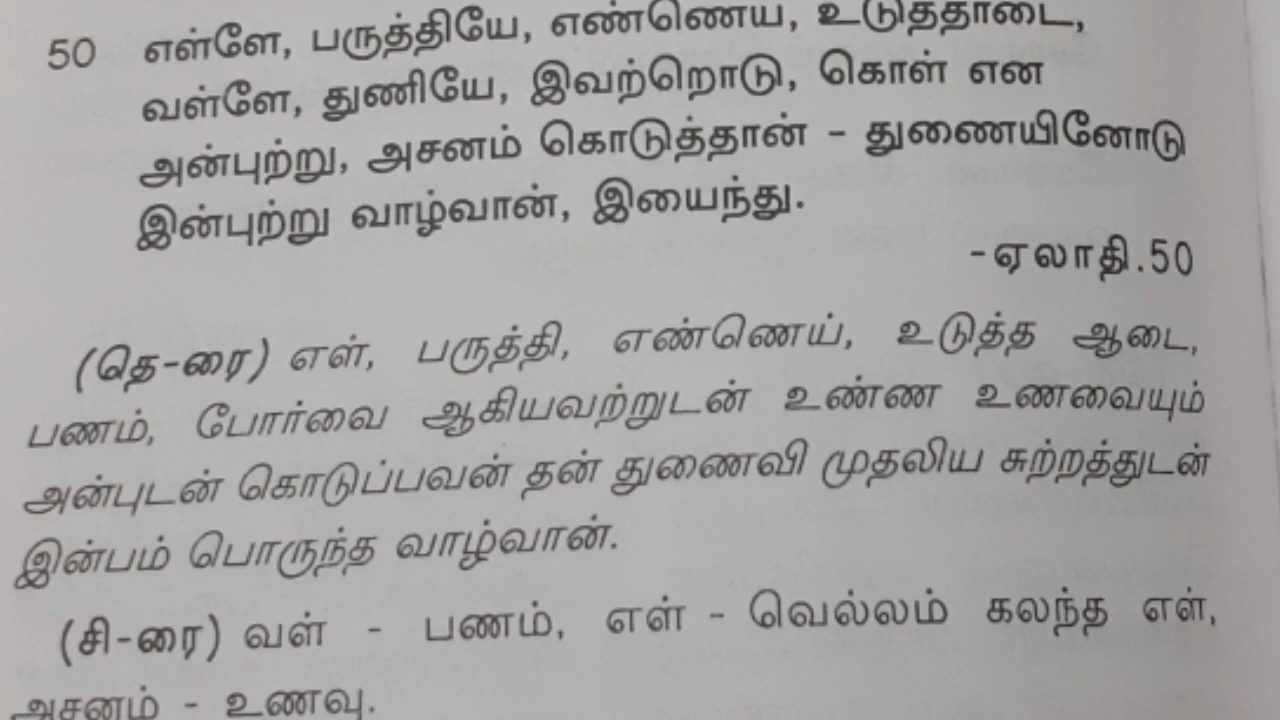 50 எள்ளே, பருத்தியே, எண்ணெய, உடுத்தாடை,
வள்ளே, துணியே, இவற்றொடு, கொள் என
அன்புற்று, அசனம் கொடுத்தான் - துணையினோடு
இன்புற்று வாழ்வான், இயைந்து.
-ஏலாதி.50
(தெ-ரை) எள், பருத்தி, எண்ணெய், உடுத்த ஆடை,
பணம், போர்வை ஆகியவற்றுடன் உண்ண உணவையும்
அன்புடன் கொடுப்பவன் தன் துணைவி முதலிய சுற்றத்துடன்
இன்பம் பொருந்த வாழ்வான்.
(சி-ரை) வள் - பணம், எள் - வெல்லம் கலந்த எள்,
அசனம் - உணவு.